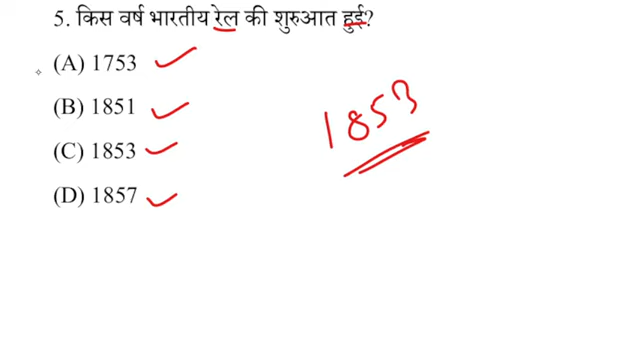 5. किस वर्ष भारतीय रेल की शुरुआत हुई?
(A) 1753
(B) 1851
1853
(C) 1853
(D) 1857